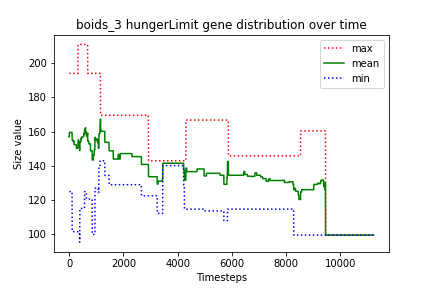 boids_3 hungerLimit gene distribution over time
max
mean
min
Size value
200
180
160
140
120
100
0
2000
4000
6000
8000
10000
Timesteps